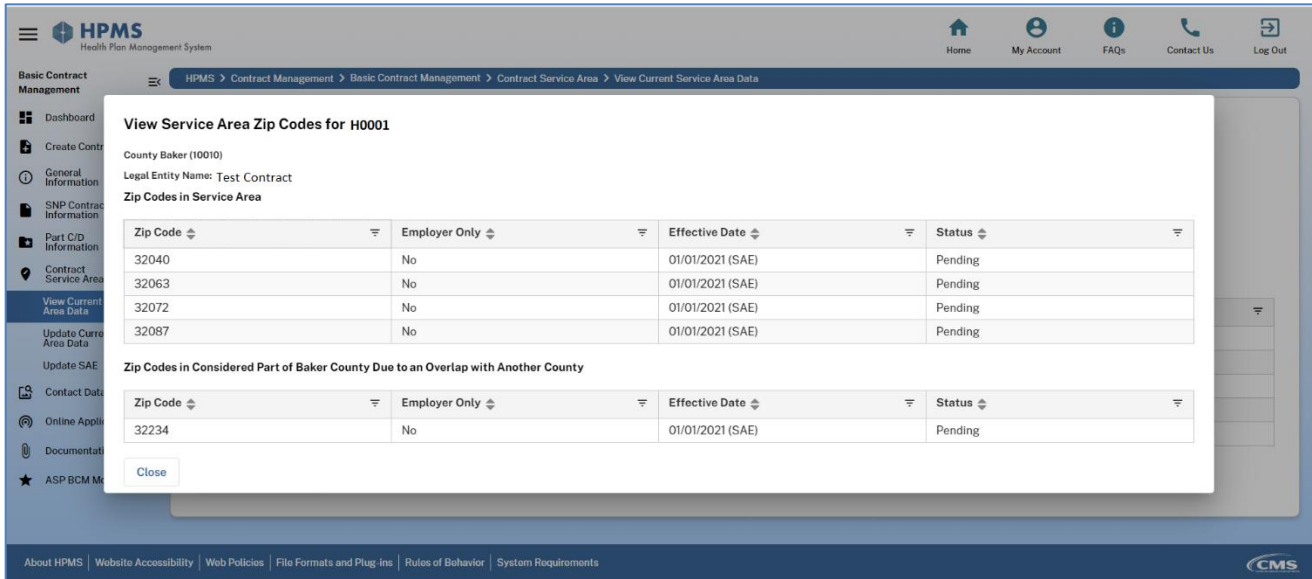 HPMS
Health Plan Management System
Home
My Account
FAQs
Contact Us
Log Out
Basic Contract
Management
HPMS > Contract Management > Basic Contract Management > Contract Service Area > View Current Service Area Data
Dashboard
Create Contr
General
Information
SNP Contrac
Information
Part C/D
Information
Contract
Service Area
View Current
Area Data
Update Curre
Area Data
Update SAE
Contact Data
Online Applic
Documentati
ASP BCM Mo
View Service Area Zip Codes for H0001
County Baker (10010)
Legal Entity Name: Test Contract
Zip Codes in Service Area
Zip Code Employer Only Effective Date Status
32040 No 01/01/2021 (SAE) Pending
32063 No 01/01/2021 (SAE) Pending
32072 No 01/01/2021 (SAE) Pending
32087 No 01/01/2021 (SAE) Pending
Zip Codes in Considered Part of Baker County Due to an Overlap with Another County
Zip Code Employer Only Effective Date Status
32234 No 01/01/2021 (SAE) Pending
Close
About HPMS | Website Accessibility | Web Policies | File Formats and Plug-ins | Rules of Behavior | System Requirements
CMS